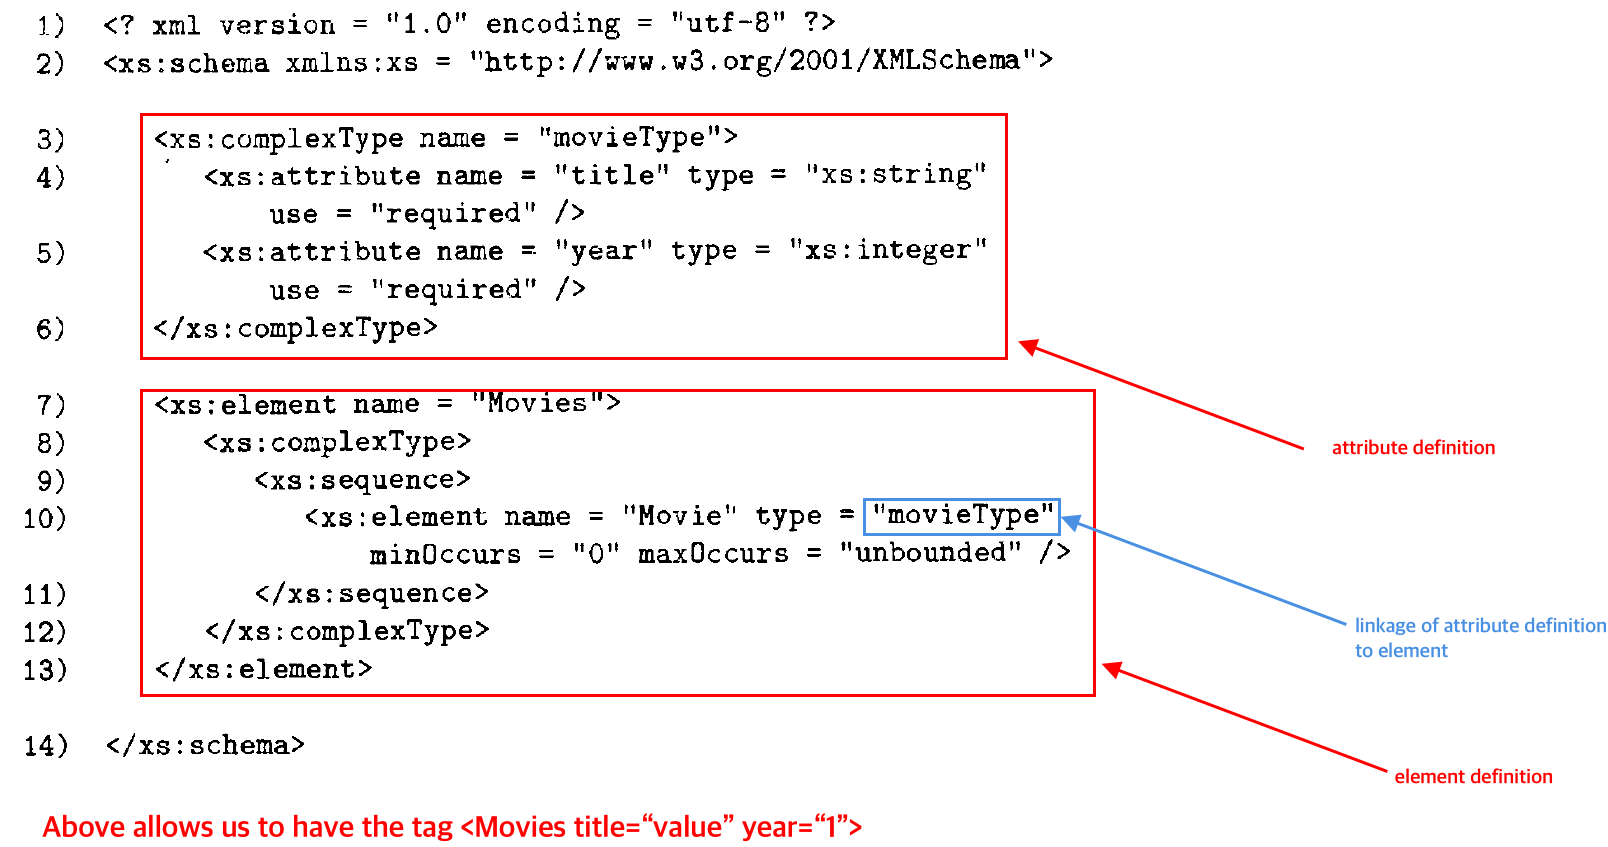 1) <? xml version = "1.0" encoding = "utf-8" ?>
2) <xs:schema xmlns:xs = "http://www.w3.org/2001/XMLSchema">
3) <xs:complexType name = "movieType">
4) <xs:attribute name = "title" type = "xs:string"
use = "required" />
5) <xs:attribute name = "year" type = "xs:integer"
use = "required" />
6) </xs:complexType>
7) <xs:element name = "Movies">
8) <xs:complexType>
attribute definition
9) <xs:sequence>
10) <xs:element name = "Movie" type = "movieType"
minOccurs = "0" maxOccurs = "unbounded" />
11) </xs:sequence>
12) </xs:complexType>
linkage of attribute definition
to element
13) </xs:element>
14) </xs:schema>
element definition
Above allows us to have the tag <Movies title=“value” year=“1”>